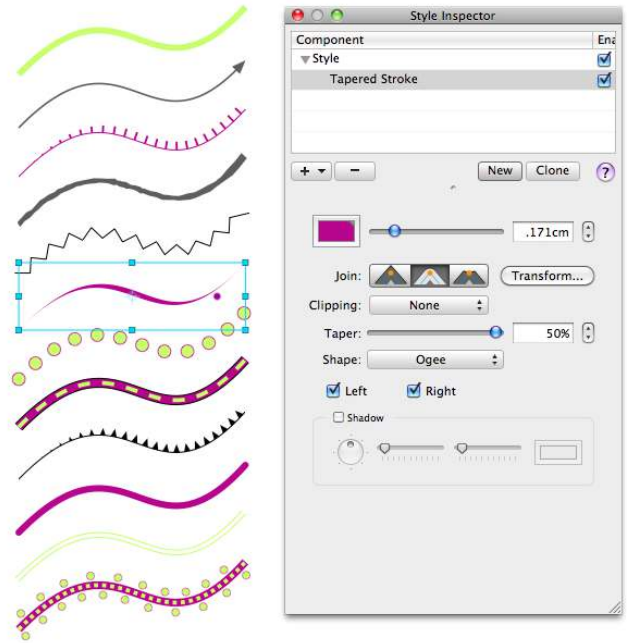 Style Inspector
Component Ena
Style
Tapered Stroke
+ - New Clone ?
.171cm
Join: Transform...
Clipping: None
Taper: 50%
Shape: Ogee
Left Right
Shadow